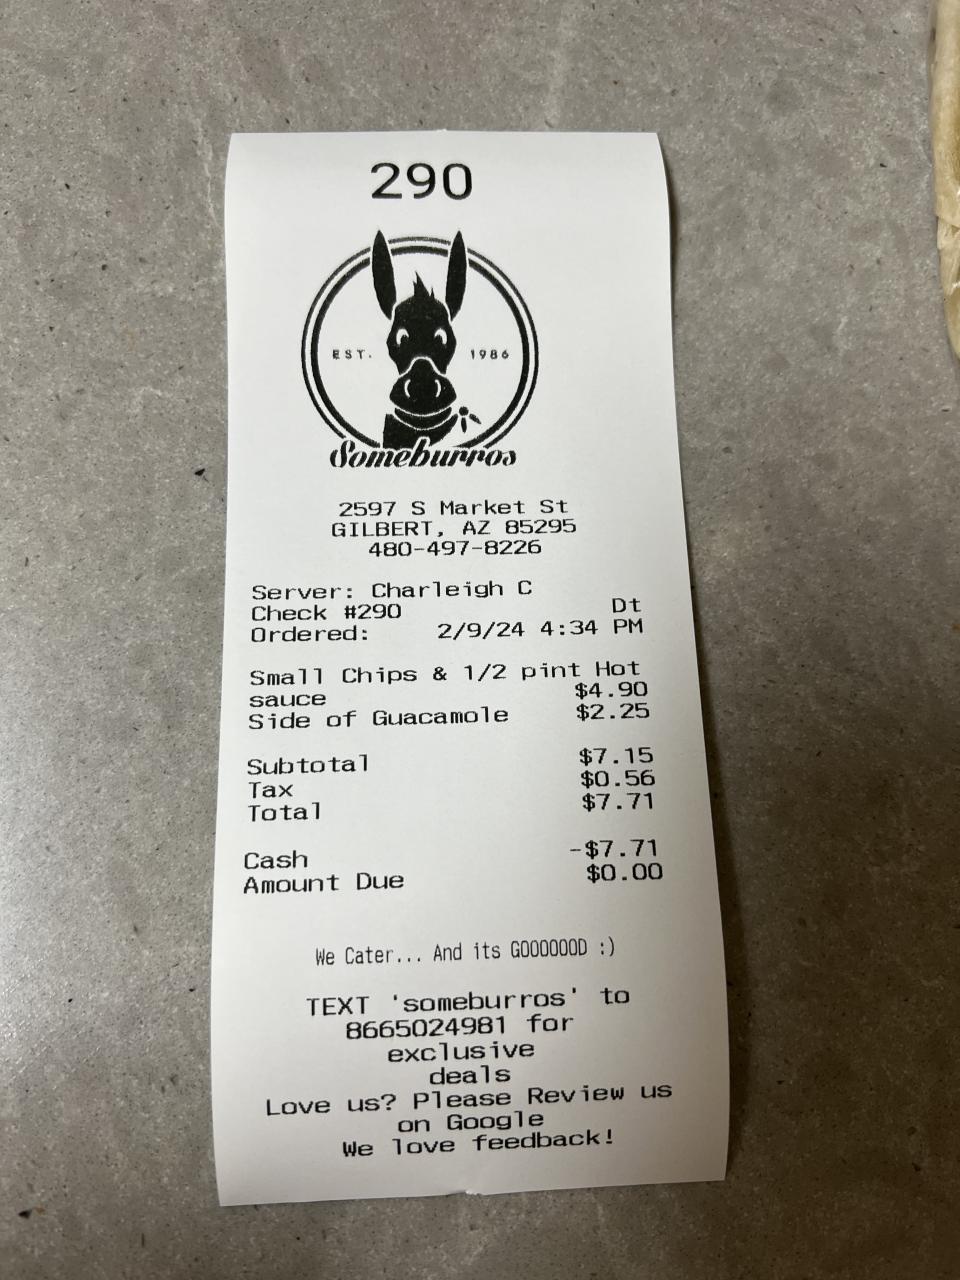 290
EST. 1986
Someburros
2597 S Market St
GILBERT, AZ 85295
480-497-8226
Server: Charleigh C
Check #290 Dt
Ordered: 2/9/24 4:34 PM
Small Chips & 1/2 pint Hot
sauce $4.90
Side of Guacamole $2.25
Subtotal $7.15
Tax $0.56
Total $7.71
Cash -$7.71
Amount Due $0.00
We Cater... And its GOOOOOOD :)
TEXT 'someburros' to
8665024981 for
exclusive
deals
Love us? Please Review us
on Google
We love feedback!